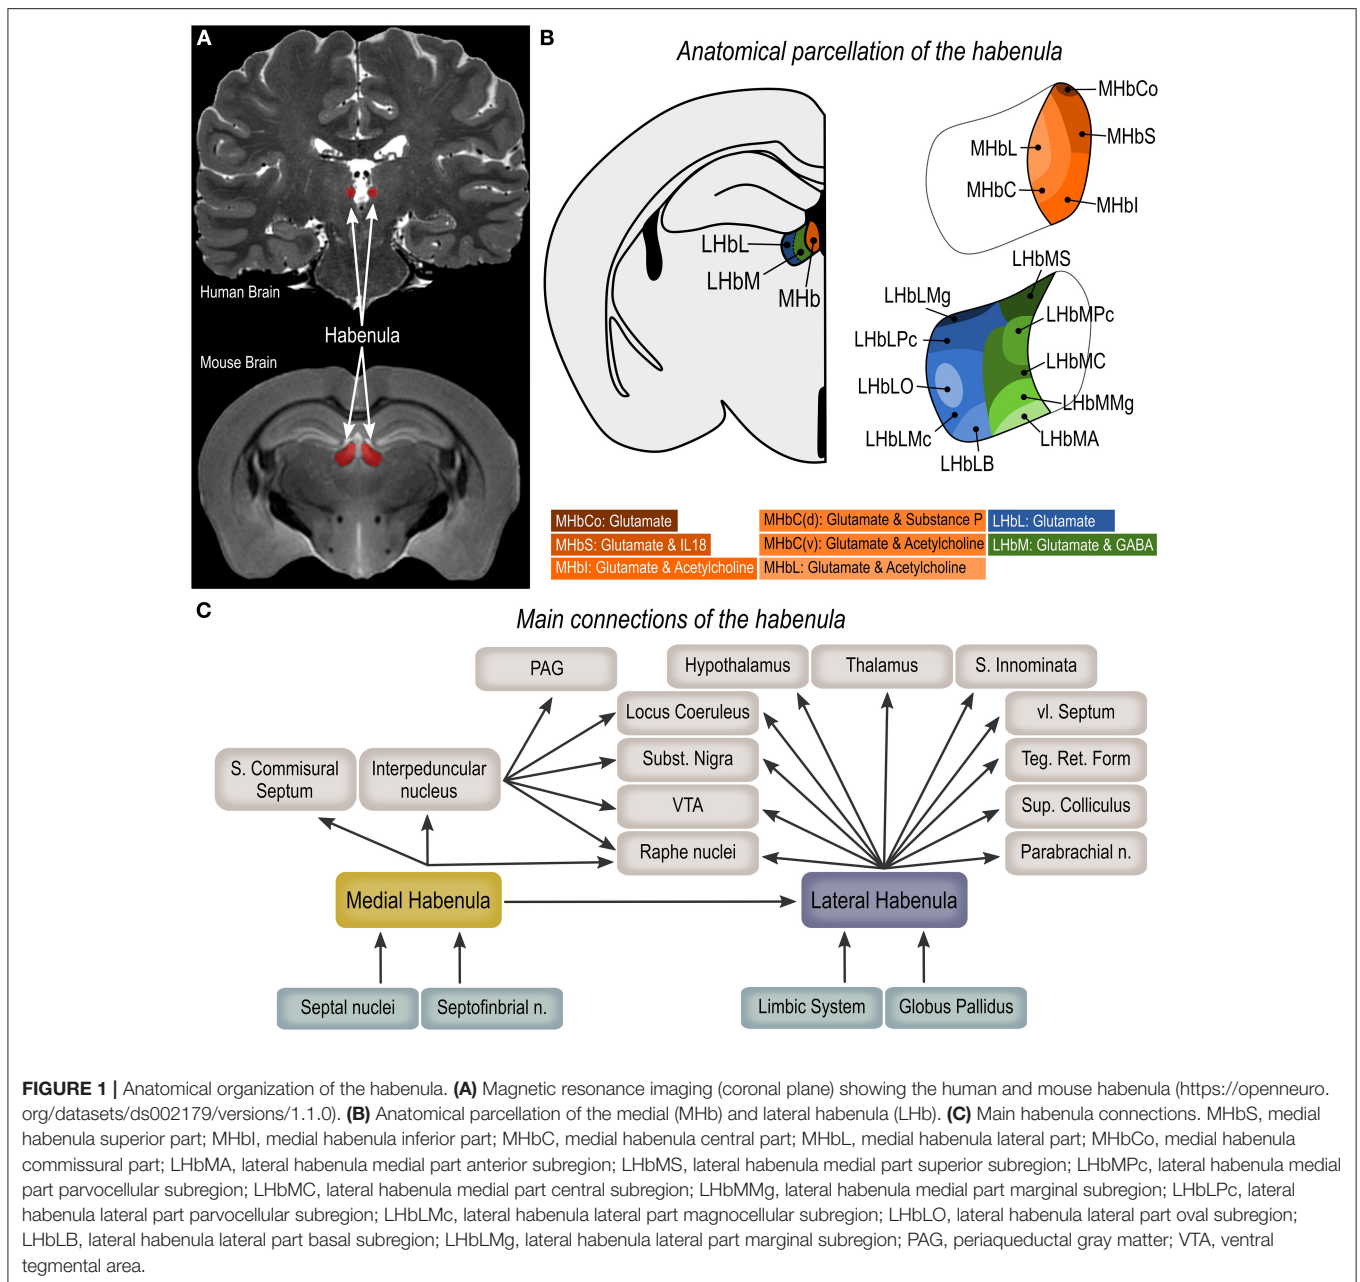 A
Human Brain
Habenula
Mouse Brain
B
Anatomical parcellation of the habenula
LHbL
LHbM
MHb
MHbCo
MHbS
MHbL
MHbC
MHbI
LHbMS
LHbLMg
LHbMPc
LHbLPc
LHbMC
LHbLO
LHbMMg
LHbLMc
LHbMA
LHbLB
MHbCo: Glutamate
MHbS: Glutamate & IL18
MHbI: Glutamate & Acetylcholine
MHbC(d): Glutamate & Substance P
MHbC(v): Glutamate & Acetylcholine
MHbL: Glutamate & Acetylcholine
LHbL: Glutamate
LHbM: Glutamate & GABA
C
Main connections of the habenula
PAG
Hypothalamus
Thalamus
S. Innominata
Locus Coeruleus
vl. Septum
S. Commisural
Septum
Interpeduncular
nucleus
Subst. Nigra
Teg. Ret. Form
VTA
Sup. Colliculus
Raphe nuclei
Parabrachial n.
Medial Habenula
Lateral Habenula
Septal nuclei
Septofinbrial n.
Limbic System
Globus Pallidus
FIGURE 1 | Anatomical organization of the habenula. (A) Magnetic resonance imaging (coronal plane) showing the human and mouse habenula (https://openneuro.
org/datasets/ds002179/versions/1.1.0). (B) Anatomical parcellation of the medial (MHb) and lateral habenula (LHb). (C) Main habenula connections. MHbS, medial
habenula superior part; MHbI, medial habenula inferior part; MHbC, medial habenula central part; MHbL, medial habenula lateral part; MHbCo, medial habenula
commissural part; LHbMA, lateral habenula medial part anterior subregion; LHbMS, lateral habenula medial part superior subregion; LHbMPc, lateral habenula medial
part parvocellular subregion; LHbMC, lateral habenula medial part central subregion; LHbMMg, lateral habenula medial part marginal subregion; LHbLPc, lateral
habenula lateral part parvocellular subregion; LHbLMc, lateral habenula lateral part magnocellular subregion; LHbLO, lateral habenula lateral part oval subregion;
LHbLB, lateral habenula lateral part basal subregion; LHbLMg, lateral habenula lateral part marginal subregion; PAG, periaqueductal gray matter; VTA, ventral
tegmental area.